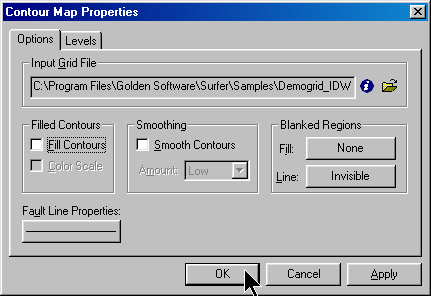 Contour Map Properties
Options Levels
Input Grid File
C:\Program Files\Golden Software\Surfer\Samples\Demogrid_IDW
Filled Contours Smoothing Blanked Regions
Fill Contours Smooth Contours Fill: None
Color Scale Amount: Low Line: Invisible
Fault Line Properties:
OK Cancel Apply